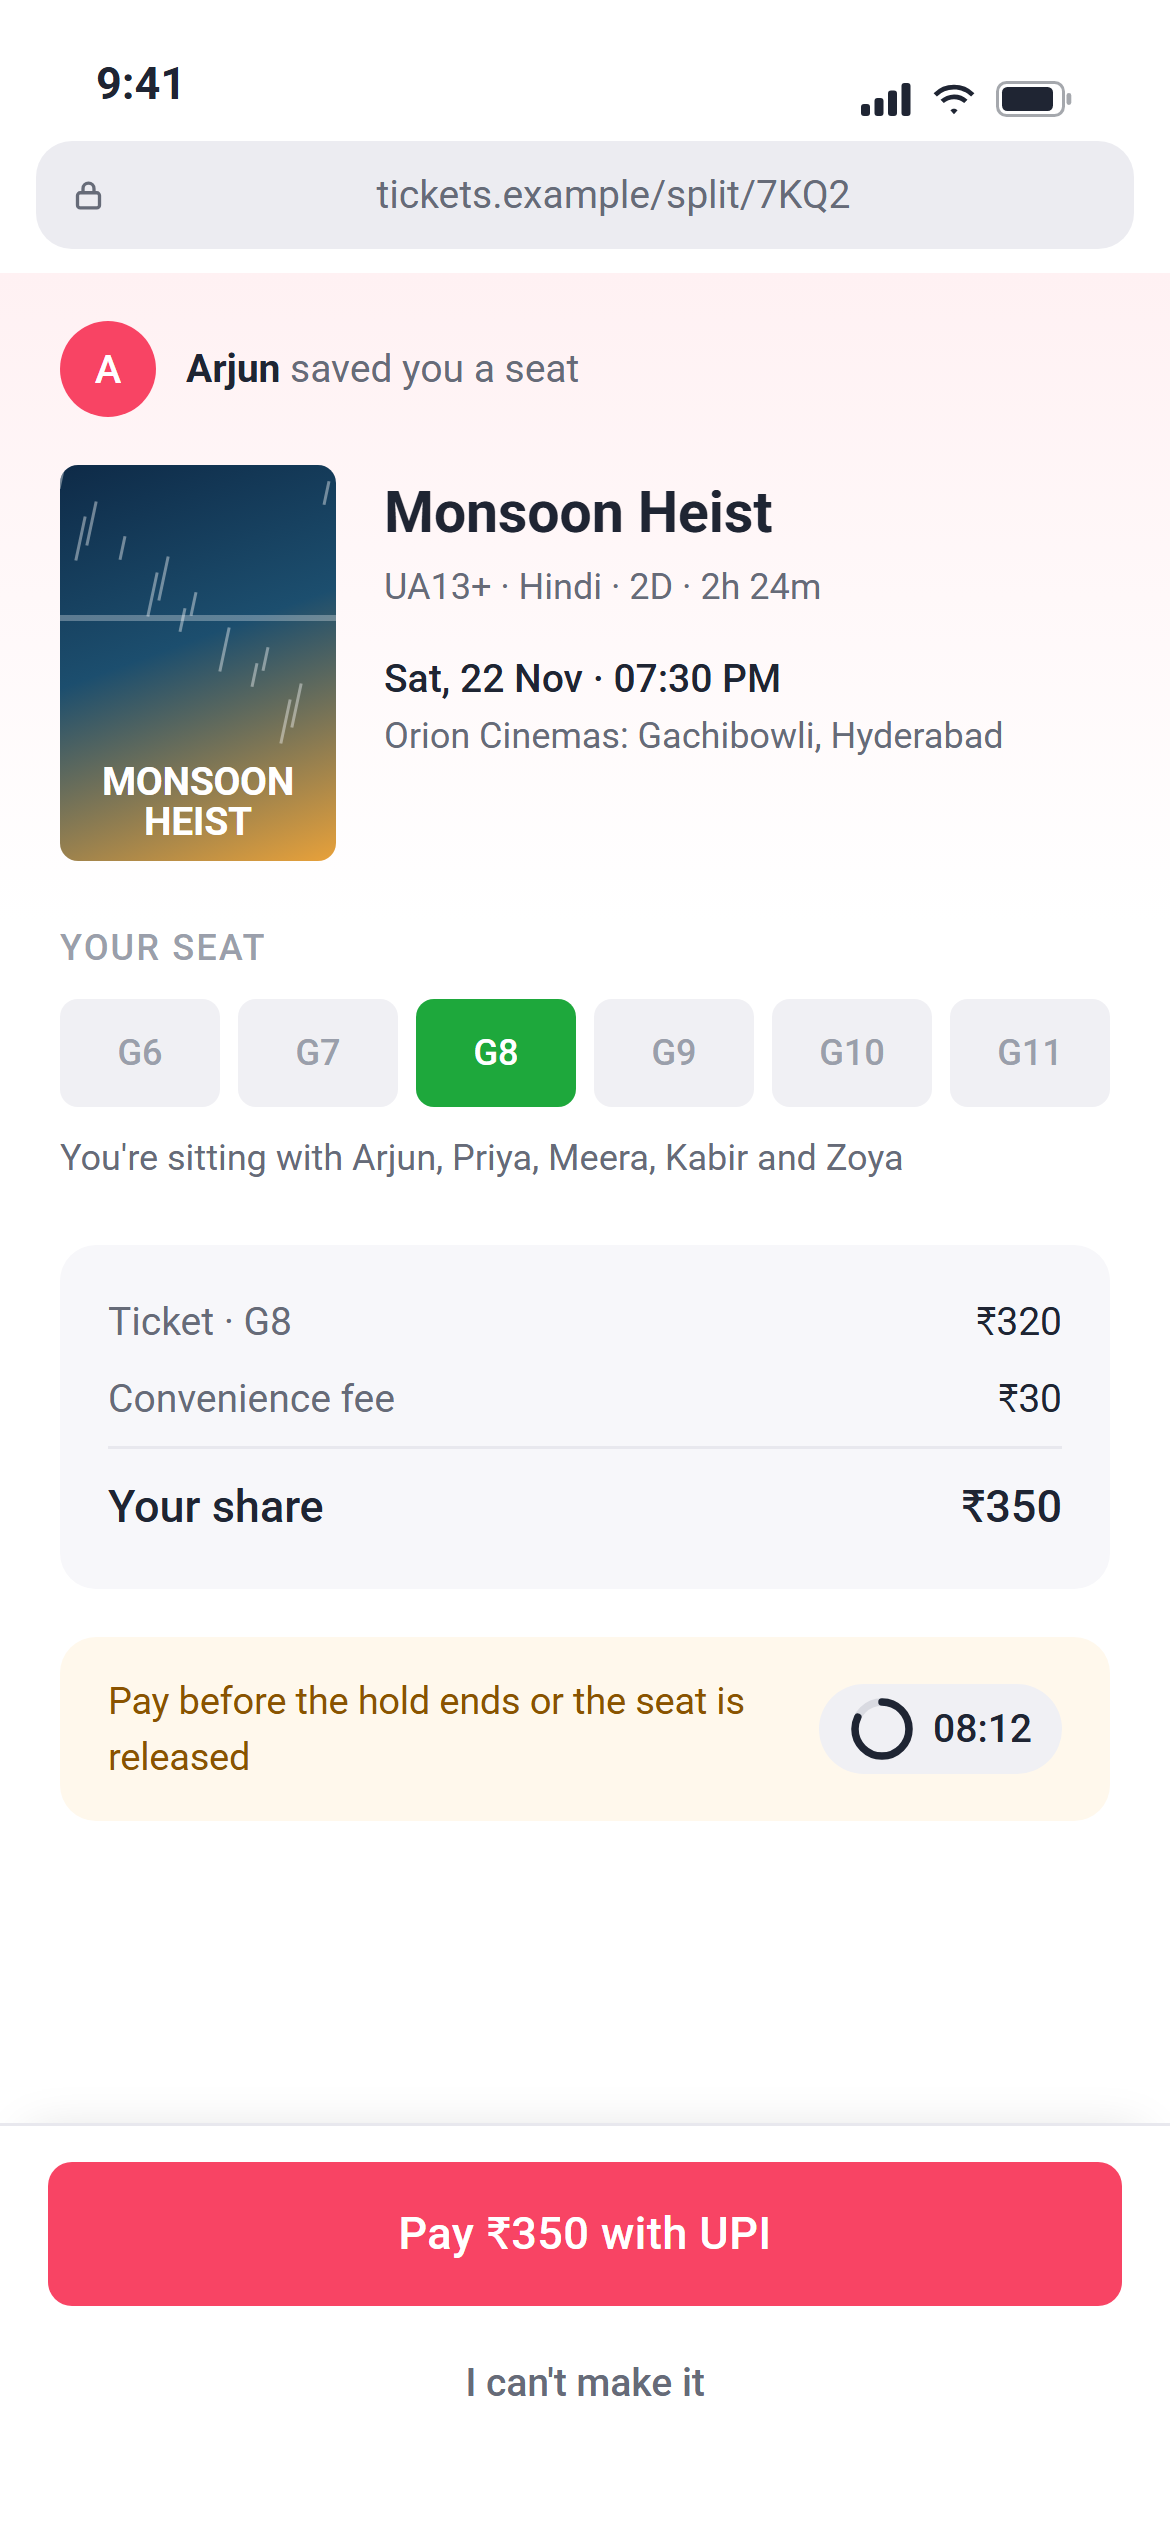 9:41
tickets.example/split/7KQ2
A
Arjun saved you a seat
MONSOON
HEIST
Monsoon Heist
UA13+ · Hindi · 2D · 2h 24m
Sat, 22 Nov · 07:30 PM
Orion Cinemas: Gachibowli, Hyderabad
YOUR SEAT
G6 G7 G8 G9 G10 G11
You're sitting with Arjun, Priya, Meera, Kabir and Zoya
Ticket · G8 ₹320
Convenience fee ₹30
Your share ₹350
Pay before the hold ends or the seat is
released
08:12
Pay ₹350 with UPI
I can't make it